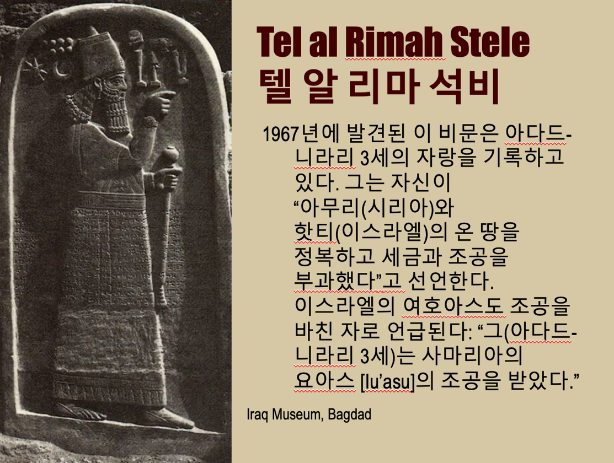 Tel al Rimah Stele
텔 알 리마 석비
1967년에 발견된 이 비문은 아다드-
니라리 3세의 자랑을 기록하고
있다. 그는 자신이
“아무리(시리아)와
핫티(이스라엘)의 온 땅을
정복하고 세금과 조공을
부과했다”고 선언한다.
이스라엘의 여호아스도 조공을
바친 자로 언급된다: “그(아다드-
니라리 3세)는 사마리아의
요아스 [Iu’asu]의 조공을 받았다.”
Iraq Museum, Bagdad